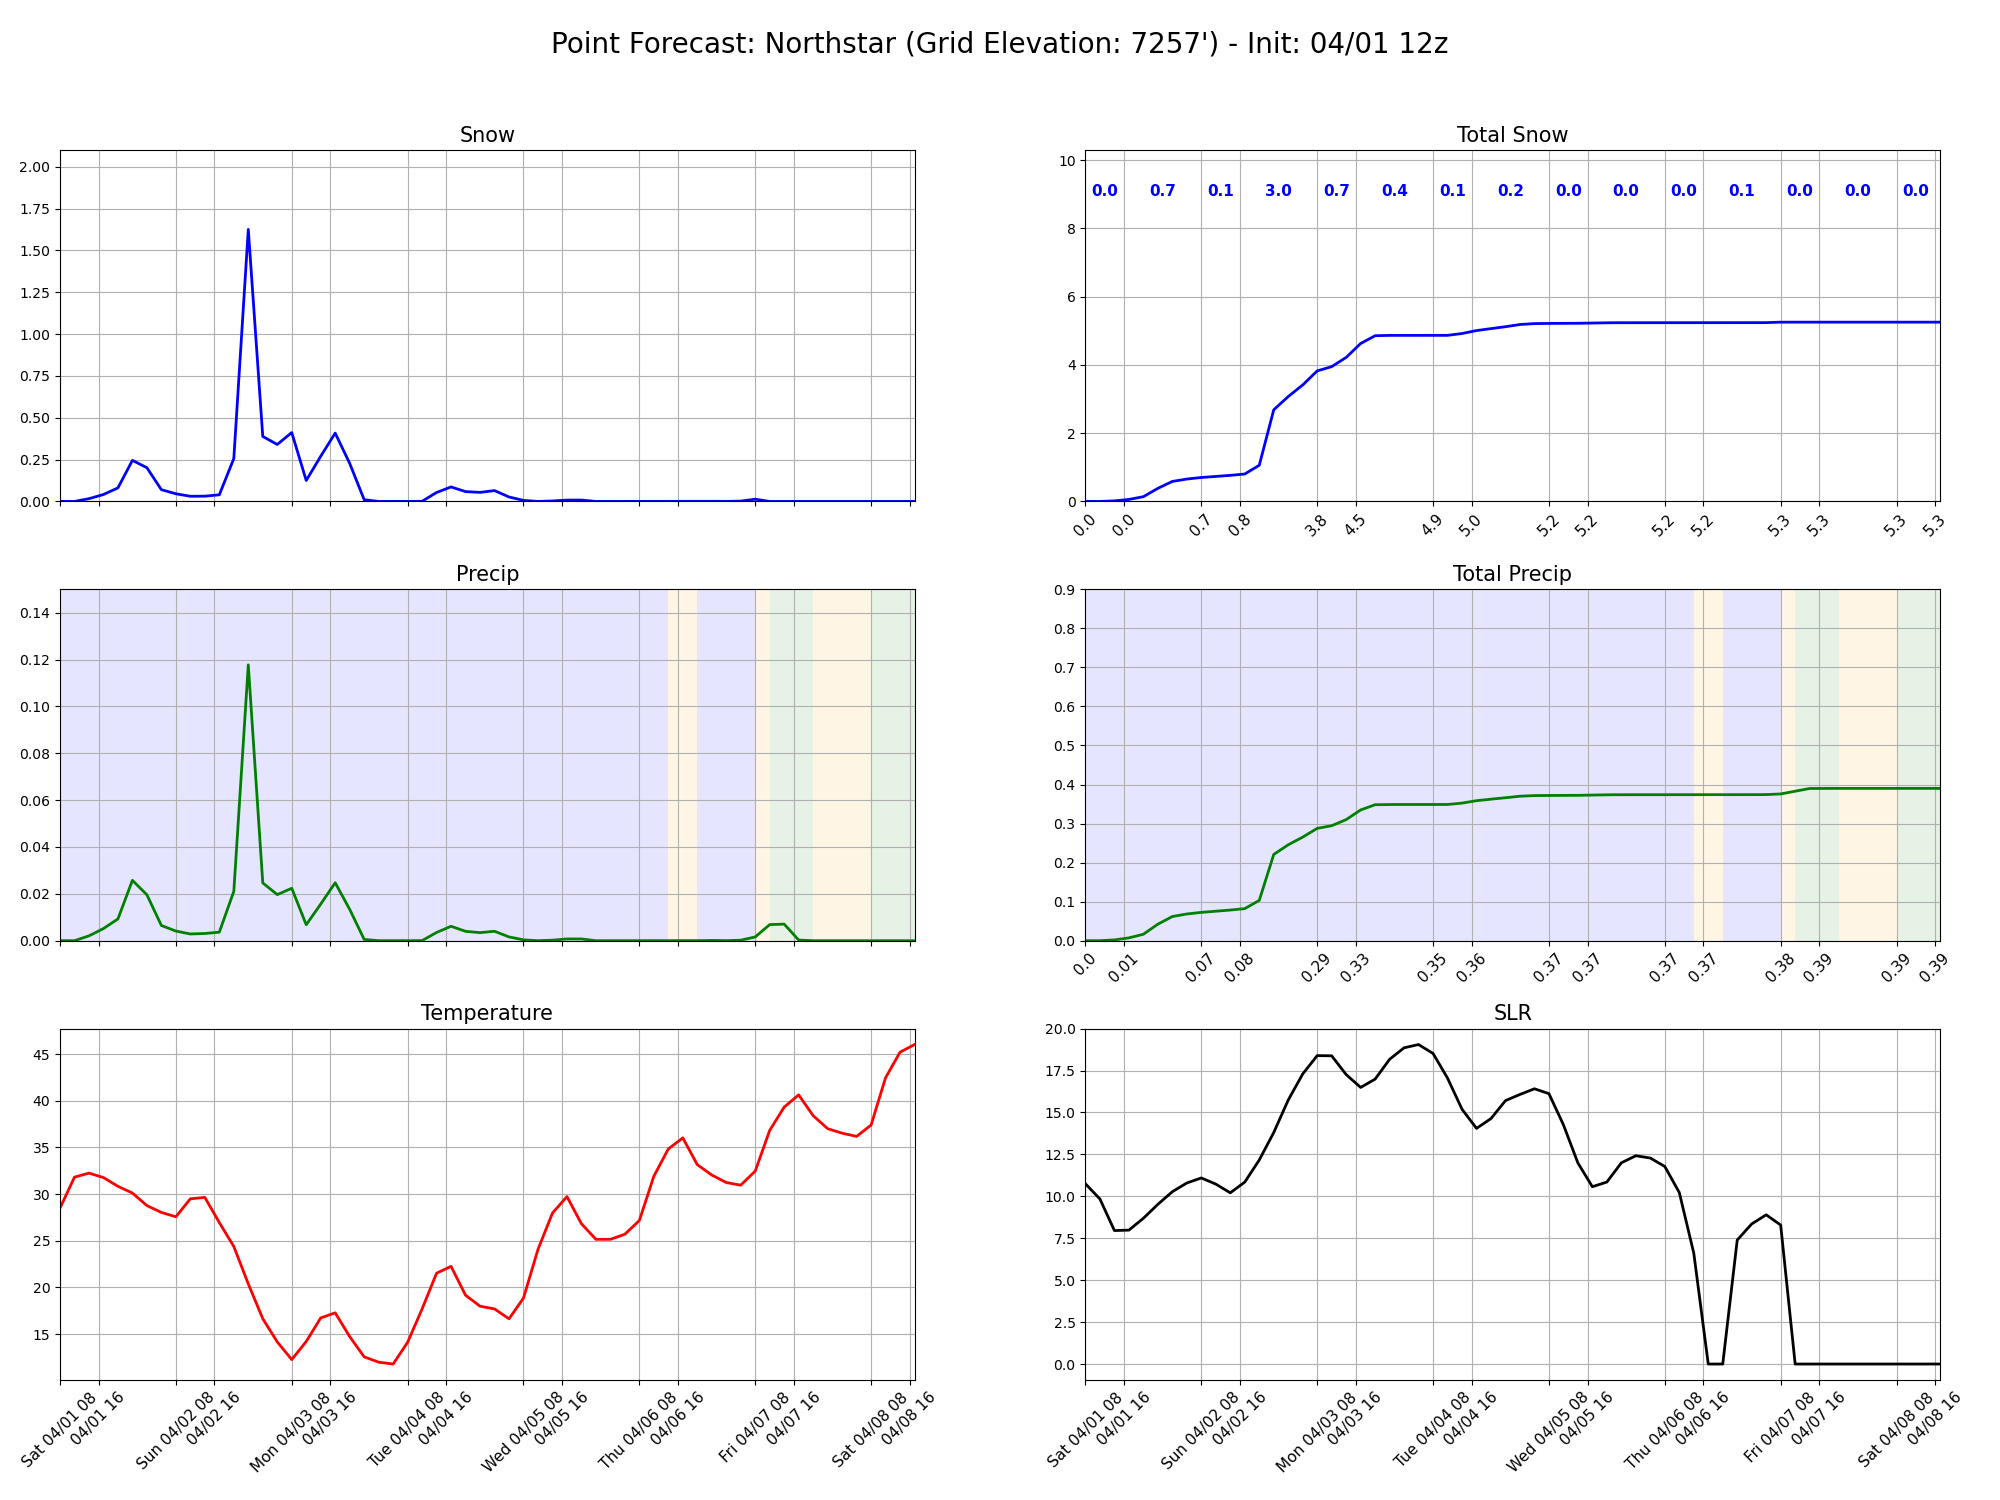 Point Forecast: Northstar (Grid Elevation: 7257') - Init: 04/01 12z
Snow
2.00
1.75
1.50
1.25
1.00
0.75
0.50
0.25
0.00
Total Snow
10
8
6
4
2
0
0.0 0.7 0.1 3.0 0.7 0.4 0.1 0.2 0.0 0.0 0.0 0.1 0.0 0.0 0.0
0.0 0.0 0.7 0.8 3.8 4.5 4.9 5.0 5.2 5.2 5.2 5.2 5.3 5.3 5.3 5.3
Precip
0.14
0.12
0.10
0.08
0.06
0.04
0.02
0.00
Total Precip
0.9
0.8
0.7
0.6
0.5
0.4
0.3
0.2
0.1
0.0
0.0 0.01 0.07 0.08 0.29 0.33 0.35 0.36 0.37 0.37 0.37 0.37 0.38 0.39 0.39 0.39
Temperature
45
40
35
30
25
20
15
Sat 04/01 08
04/01 16
Sun 04/02 08
04/02 16
Mon 04/03 08
04/03 16
Tue 04/04 08
04/04 16
Wed 04/05 08
04/05 16
Thu 04/06 08
04/06 16
Fri 04/07 08
04/07 16
Sat 04/08 08
04/08 16
SLR
20.0
17.5
15.0
12.5
10.0
7.5
5.0
2.5
0.0
Sat 04/01 08
04/01 16
Sun 04/02 08
04/02 16
Mon 04/03 08
04/03 16
Tue 04/04 08
04/04 16
Wed 04/05 08
04/05 16
Thu 04/06 08
04/06 16
Fri 04/07 08
04/07 16
Sat 04/08 08
04/08 16